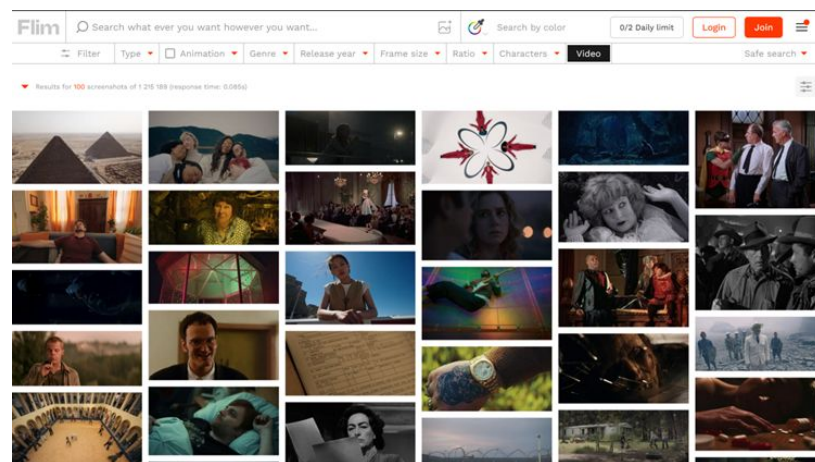 Flim
Search what ever you want however you want...
Search by color
0/2 Daily limit
Login
Join
Filter
Type
Animation
Genre
Release year
Frame size
Ratio
Characters
Video
Safe search
Results for 100 screenshots of 1 215 189 (response time: 0.085s)